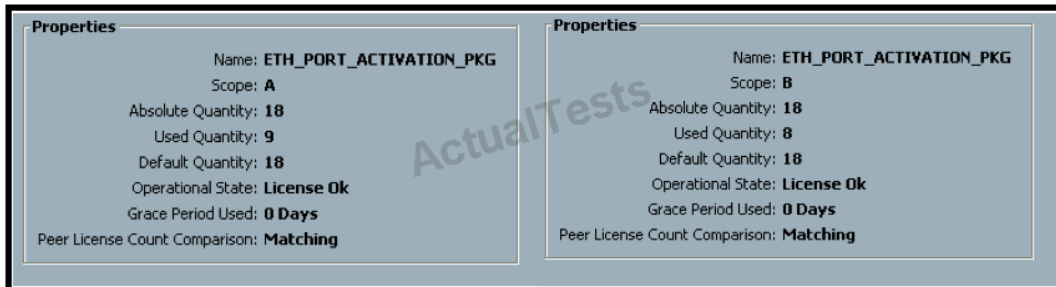 Properties
Name: ETH_PORT_ACTIVATION_PKG
Scope: A
Absolute Quantity: 18
Used Quantity: 9
Default Quantity: 18
Operational State: License Ok
Grace Period Used: 0 Days
Peer License Count Comparison: Matching
ActualTests
Properties
Name: ETH_PORT_ACTIVATION_PKG
Scope: B
Absolute Quantity: 18
Used Quantity: 8
Default Quantity: 18
Operational State: License Ok
Grace Period Used: 0 Days
Peer License Count Comparison: Matching